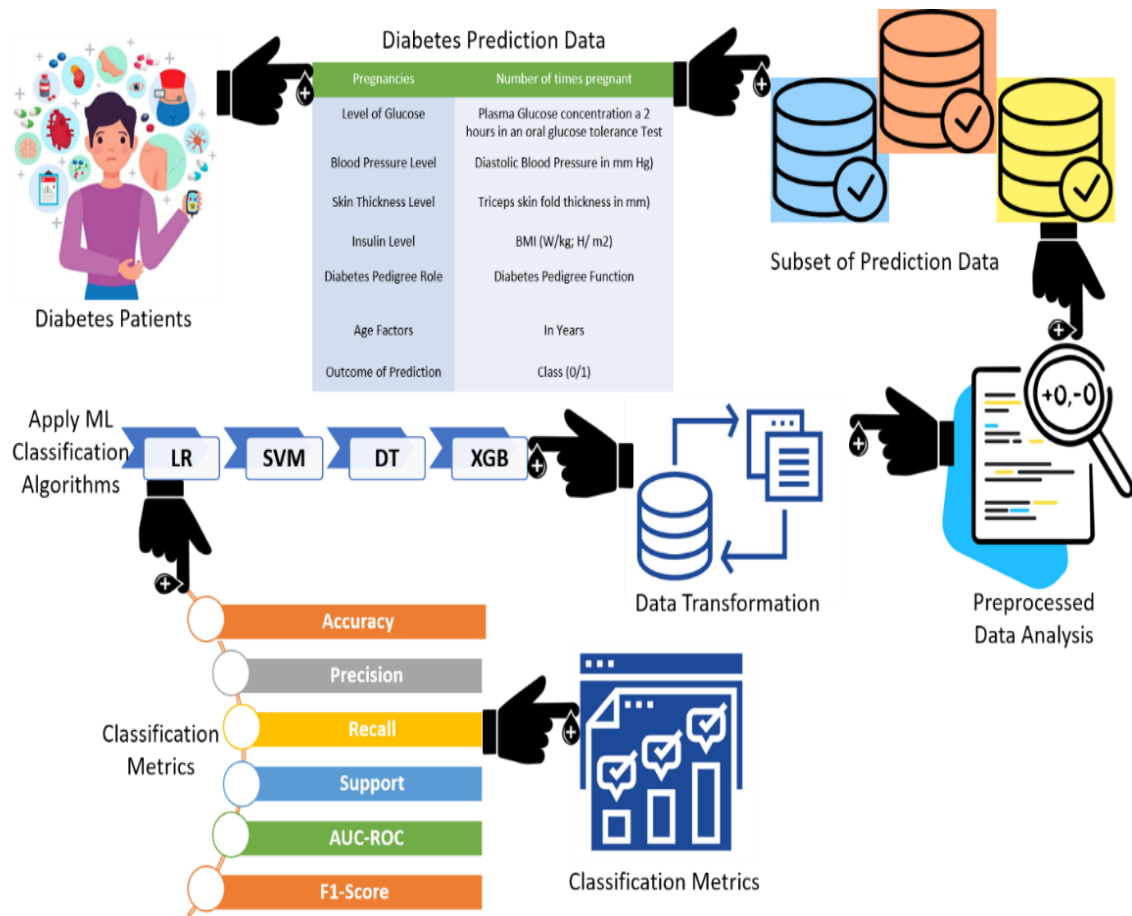 Diabetes Prediction Data
Pregnancies
Number of times pregnant
Level of Glucose
Plasma Glucose concentration a 2
hours in an oral glucose tolerance Test
Blood Pressure Level
Diastolic Blood Pressure in mm Hg)
Skin Thickness Level
Triceps skin fold thickness in mm)
Insulin Level
BMI (W/kg; H/ m2)
Diabetes Pedigree Role
Diabetes Pedigree Function
Age Factors
In Years
Outcome of Prediction
Class (0/1)
Diabetes Patients
Subset of Prediction Data
+0,-0
Preprocessed
Data Analysis
Data Transformation
Apply ML
Classification
Algorithms
LR
SVM
DT
XGB
Classification
Metrics
Accuracy
Precision
Recall
Support
AUC-ROC
F1-Score
Classification Metrics